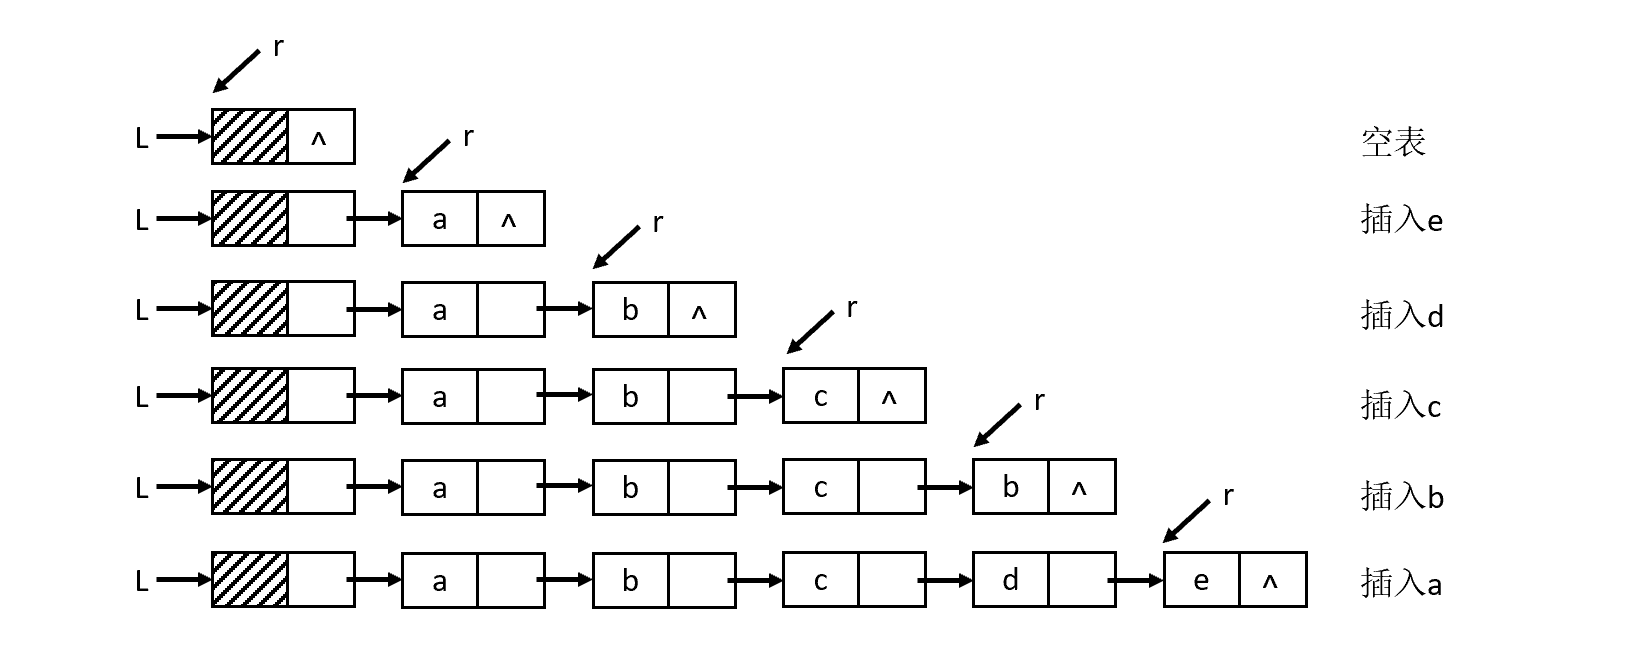 r
L ^ 空表
r
L a ^ 插入e
r
L a b ^ 插入d
r
L a b c ^ 插入c
r
L a b c b ^ 插入b
r
L a b c d e ^ 插入a